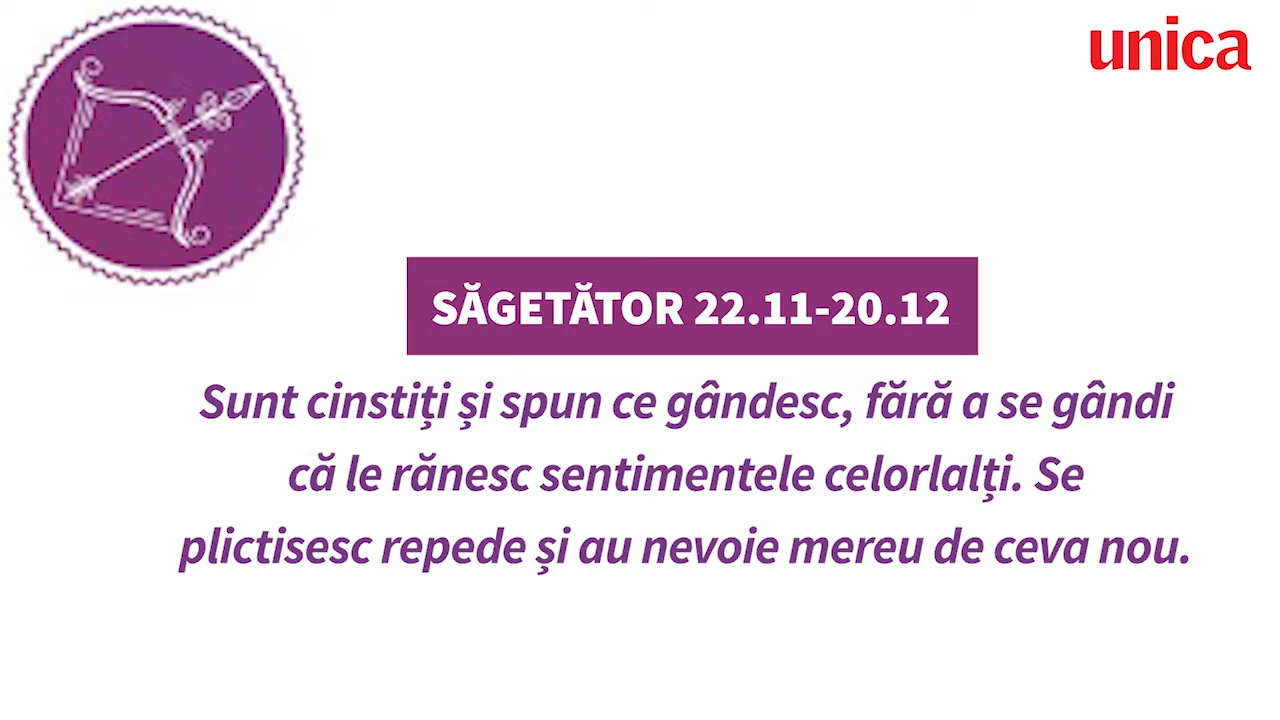 unica
SĂGETĂTOR 22.11-20.12
Sunt cinstiți și spun ce gândesc, fără a se gândi
că le rănesc sentimentele celorlalți. Se
plictisesc repede și au nevoie mereu de ceva nou.